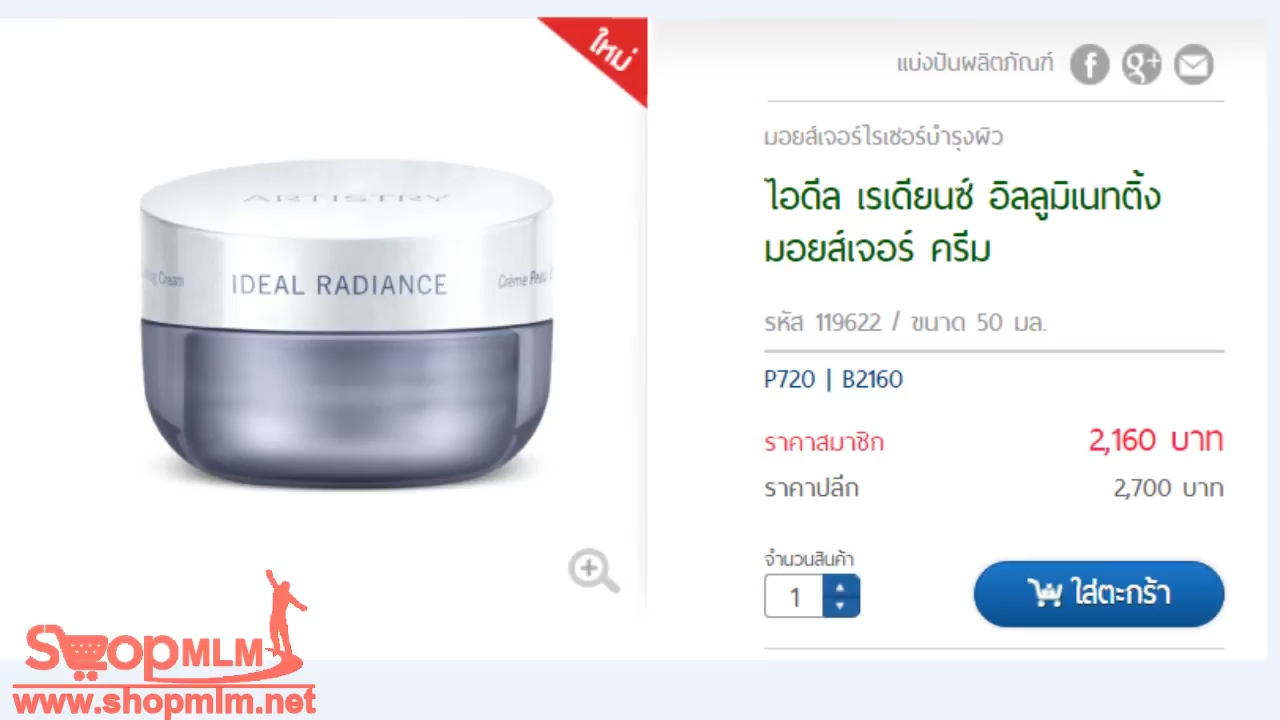 ใหม่
ARTISTRY
IDEAL RADIANCE
Cream
Crème Peau
แบ่งปันผลิตภัณฑ์
f
g+
มอยส์เจอร์ไรเซอร์บำรุงผิว
ไอดีล เรเดียนซ์ อิลลูมิเนทติ้ง
มอยส์เจอร์ ครีม
รหัส 119622 / ขนาด 50 มล.
P720 | B2160
ราคาสมาชิก 2,160 บาท
ราคาปลีก 2,700 บาท
จำนวนสินค้า
1
ใส่ตะกร้า
SHOPMLM
www.shopmlm.net